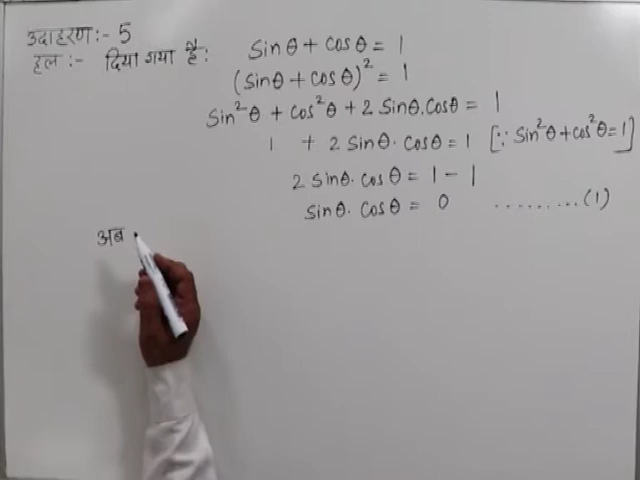 उदाहरण:- 5
हल :- दिया गया है: Sinθ + cosθ = 1
(sinθ + cosθ)² = 1
Sin²θ + cos²θ + 2 Sinθ.cosθ = 1
1 + 2 Sinθ· cosθ = 1 [∵ Sin²θ+cos²θ=1]
2 sinθ· cosθ = 1 - 1
sinθ· cosθ = 0 .........(1)
अब